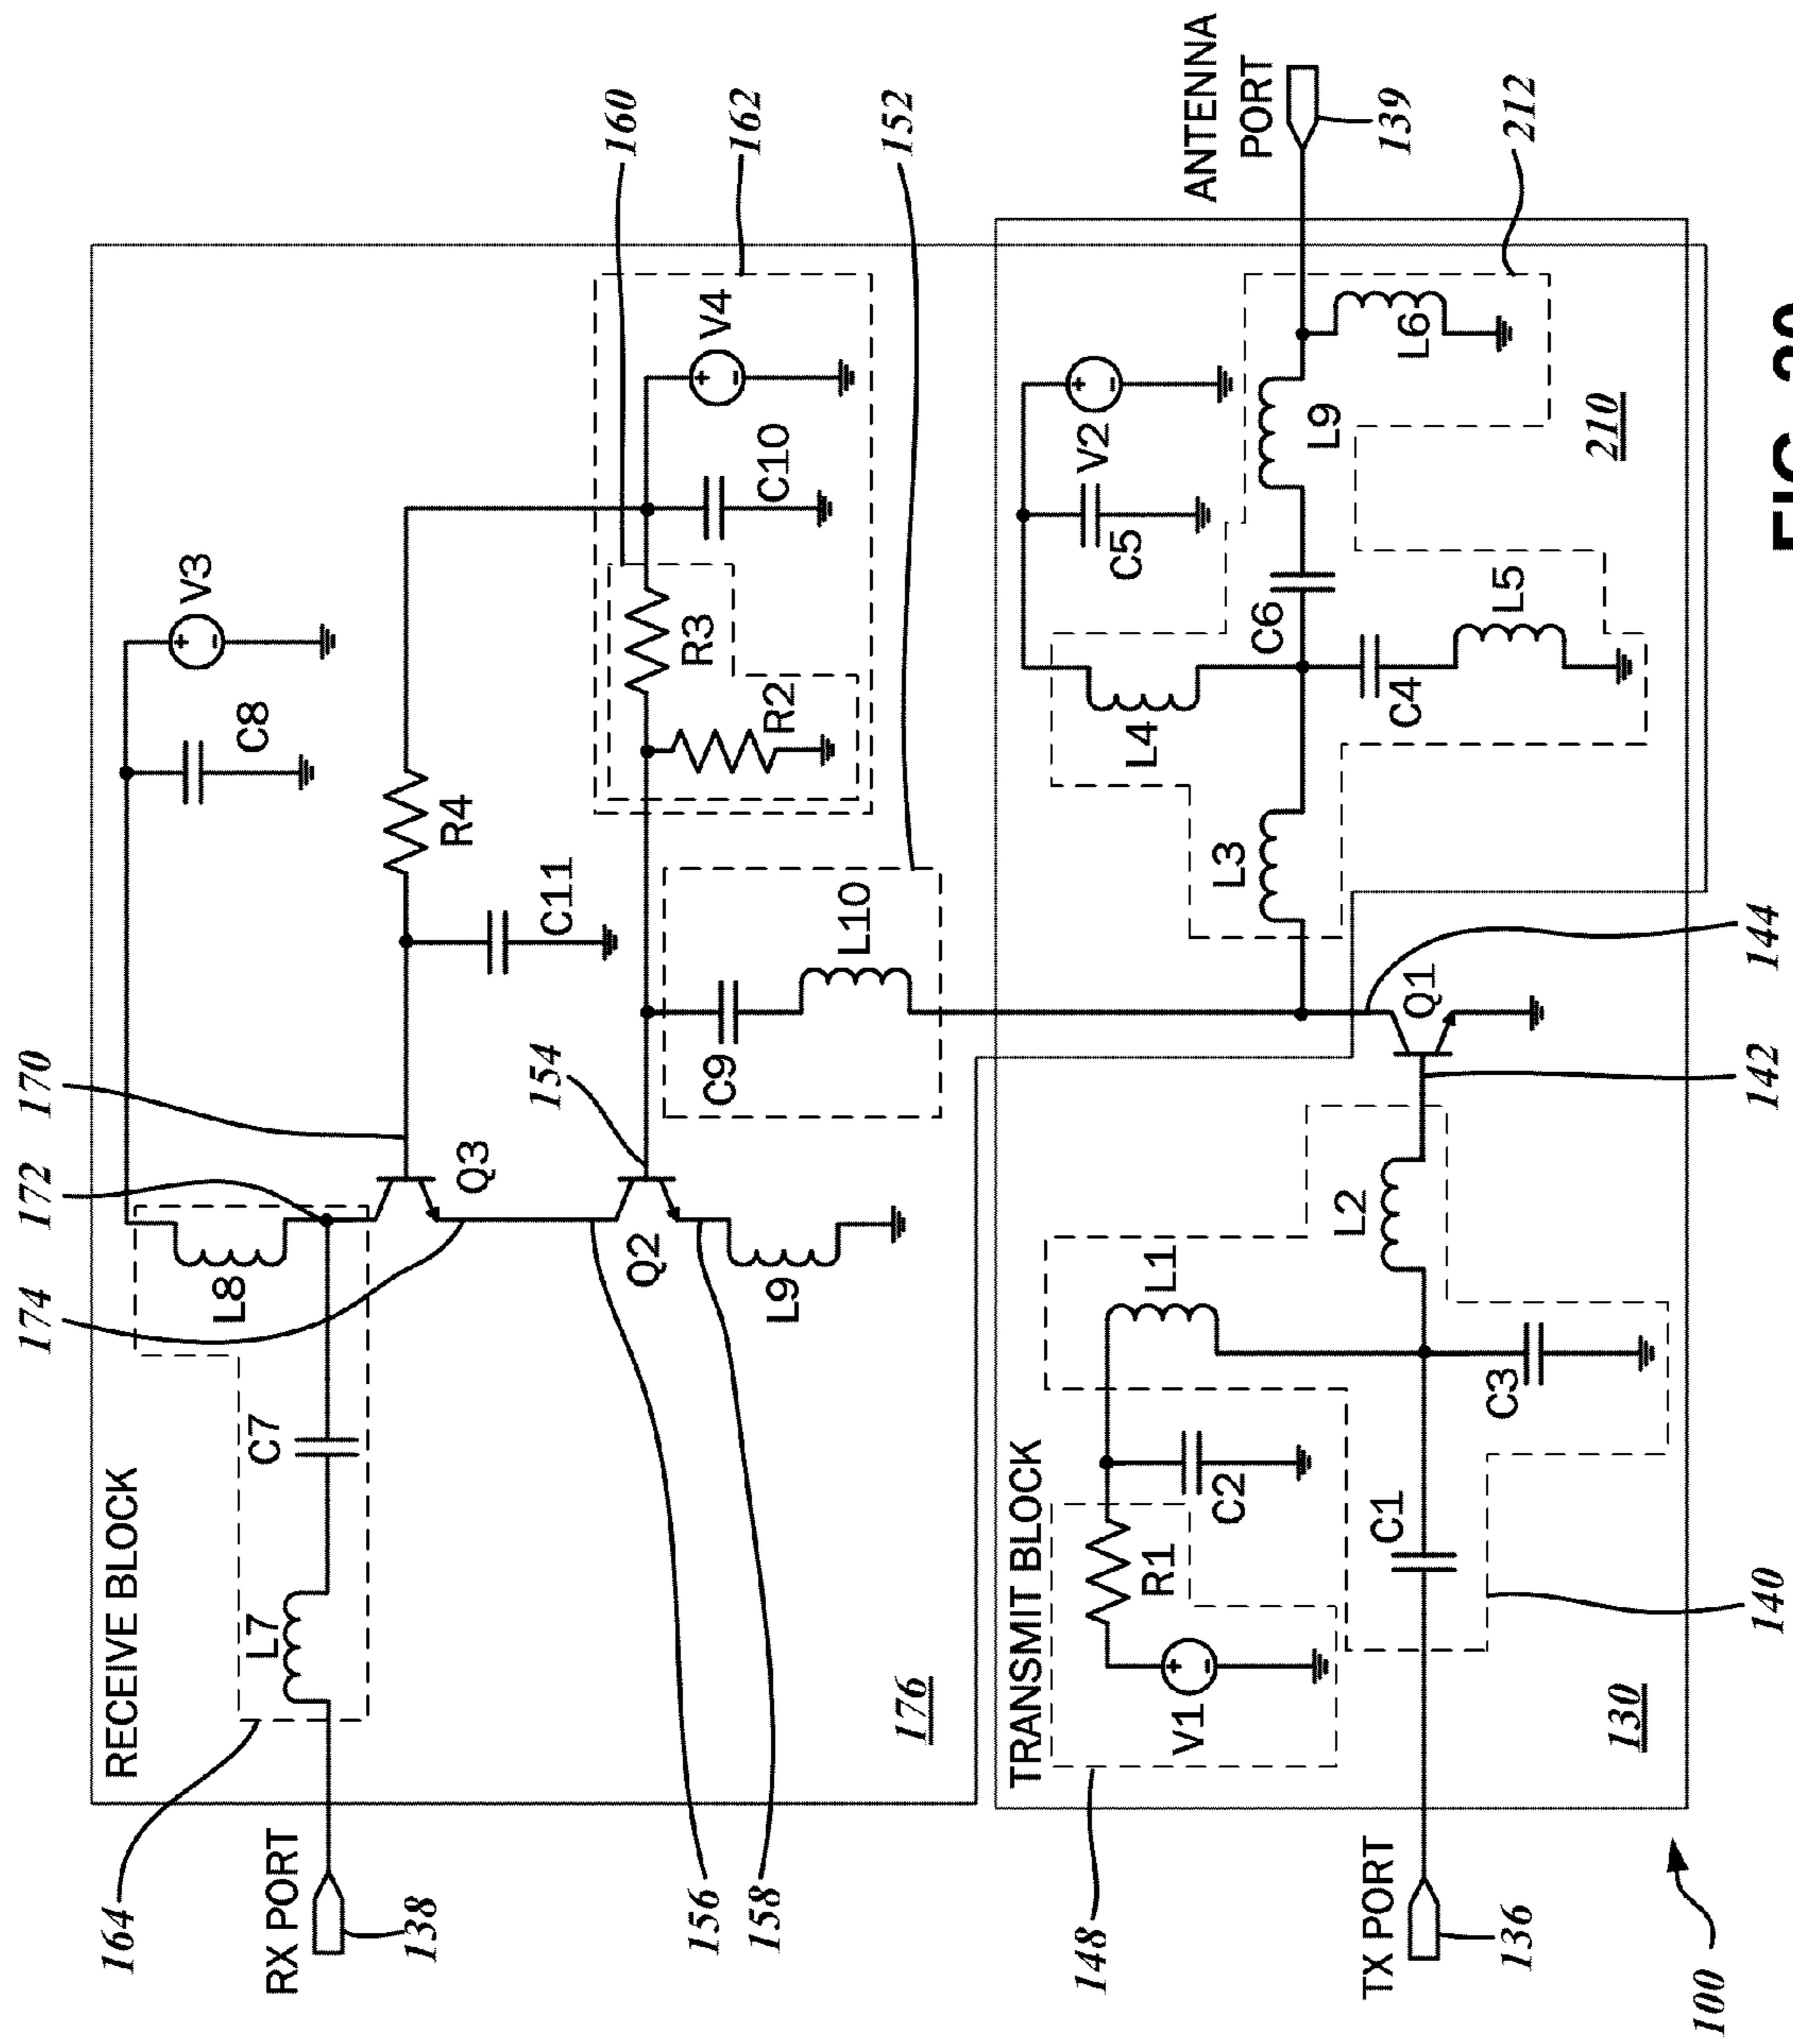 RX PORT
138
164
RECEIVE BLOCK
L7
C7
L8
172
170
174
Q3
C8
V3
R4
C11
154
Q2
L9
156
158
176
C9
L10
R2
R3
C10
V4
160
162
152
TX PORT
136
100
148
TRANSMIT BLOCK
V1
R1
C2
L1
C1
C3
L2
140
130
142
Q1
144
L3
L4
C4
L5
C5
V2
C6
L9
L6
210
212
ANTENNA
PORT
139